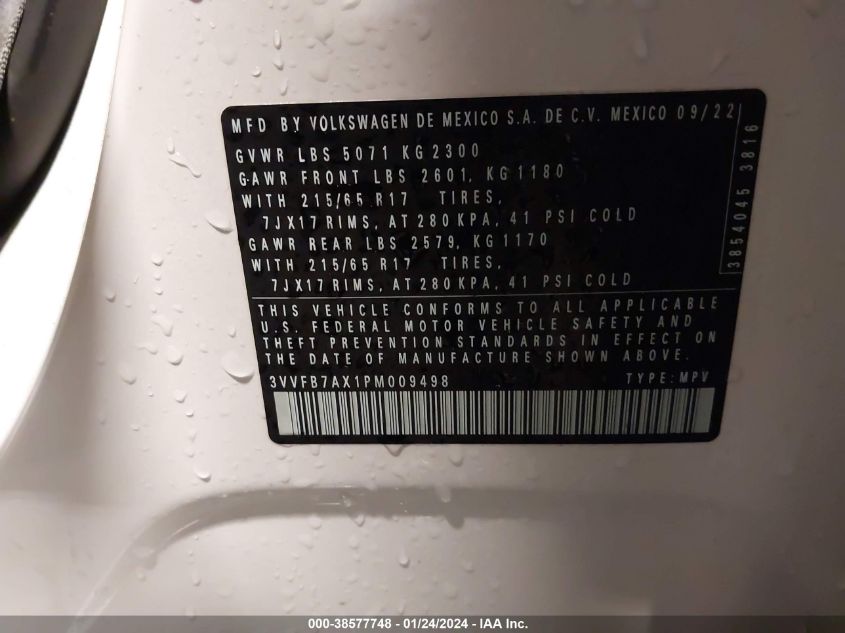 MFD BY VOLKSWAGEN DE MEXICO S.A. DE C.V. MEXICO 09/22
GVWR LBS 5071 KG 2300
GAWR FRONT LBS 2601, KG 1180
WITH 215/65 R17 TIRES,
7JX17 RIMS, AT 280 KPA, 41 PSI COLD
GAWR REAR LBS 2579, KG 1170
WITH 215/65 R17 TIRES,
7JX17 RIMS, AT 280 KPA, 41 PSI COLD
3854045 3816
THIS VEHICLE CONFORMS TO ALL APPLICABLE
U.S. FEDERAL MOTOR VEHICLE SAFETY AND
THEFT PREVENTION STANDARDS IN EFFECT ON
THE DATE OF MANUFACTURE SHOWN ABOVE.
3VVFB7AX1PM009498 TYPE: MPV
000-38577748 - 01/24/2024 - IAA Inc.